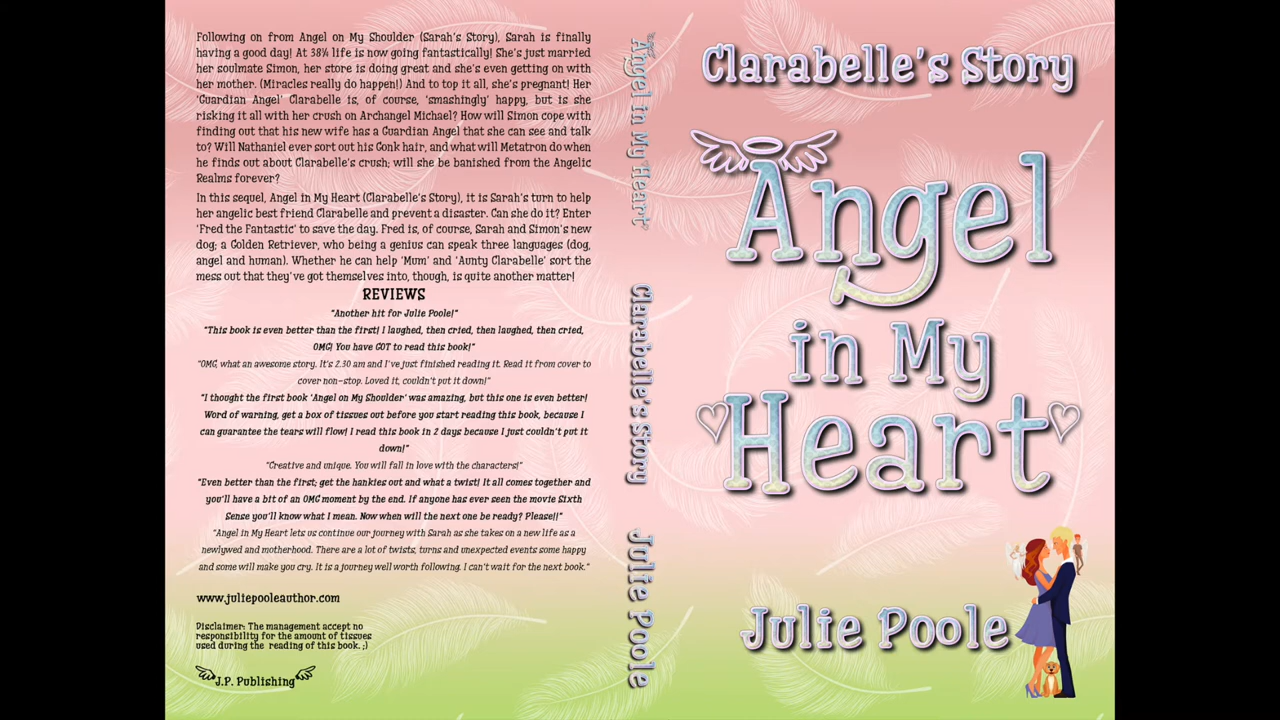 Following on from Angel on My Shoulder (Sarah's Story), Sarah is finally
having a good day! At 38¾ life is now going fantastically! She's just married
her soulmate Simon, her store is doing great and she's even getting on with
her mother. (Miracles really do happen!) And to top it all, she's pregnant! Her
'Guardian Angel' Clarabelle is, of course, 'smashingly' happy, but is she
risking it all with her crush on Archangel Michael? How will Simon cope with
finding out that his new wife has a Guardian Angel that she can see and talk
to? Will Nathaniel ever sort out his Gonk hair, and what will Metatron do when
he finds out about Clarabelle's crush; will she be banished from the Angelic
Realms forever?
In this sequel, Angel in My Heart (Clarabelle's Story), it is Sarah's turn to help
her angelic best friend Clarabelle and prevent a disaster. Can she do it? Enter
'Fred the Fantastic' to save the day. Fred is, of course, Sarah and Simon's new
dog; a Golden Retriever, who being a genius can speak three languages (dog,
angel and human). Whether he can help 'Mum' and 'Aunty Clarabelle' sort the
mess out that they've got themselves into, though, is quite another matter!
REVIEWS
"Another hit for Julie Poole!"
"This book is even better than the first! I laughed, then cried, then laughed, then cried,
OMG! You have GOT to read this book!"
"OMG, what an awesome story. It's 2.30 am and I've just finished reading it. Read it from cover to
cover non-stop. Loved it, couldn't put it down!"
"I thought the first book 'Angel on My Shoulder' was amazing, but this one is even better!
Word of warning, get a box of tissues out before you start reading this book, because I
can guarantee the tears will flow! I read this book in 2 days because I just couldn't put it
down!"
"Creative and unique. You will fall in love with the characters!"
"Even better than the first; get the hankies out and what a twist! It all comes together and
you'll have a bit of an OMG moment by the end. If anyone has ever seen the movie Sixth
Sense you'll know what I mean. Now when will the next one be ready? Please!!"
"Angel in My Heart lets us continue our journey with Sarah as she takes on a new life as a
newlywed and motherhood. There are a lot of twists, turns and unexpected events some happy
and some will make you cry. It is a journey well worth following. I can't wait for the next book."
www.juliepooleauthor.com
Disclaimer: The management accept no
responsibility for the amount of tissues
used during the reading of this book. ;)
J.P. Publishing
Angel in My Heart
Clarabelle's Story
Julie Poole
Clarabelle's Story
Angel
in My
Heart
Julie Poole